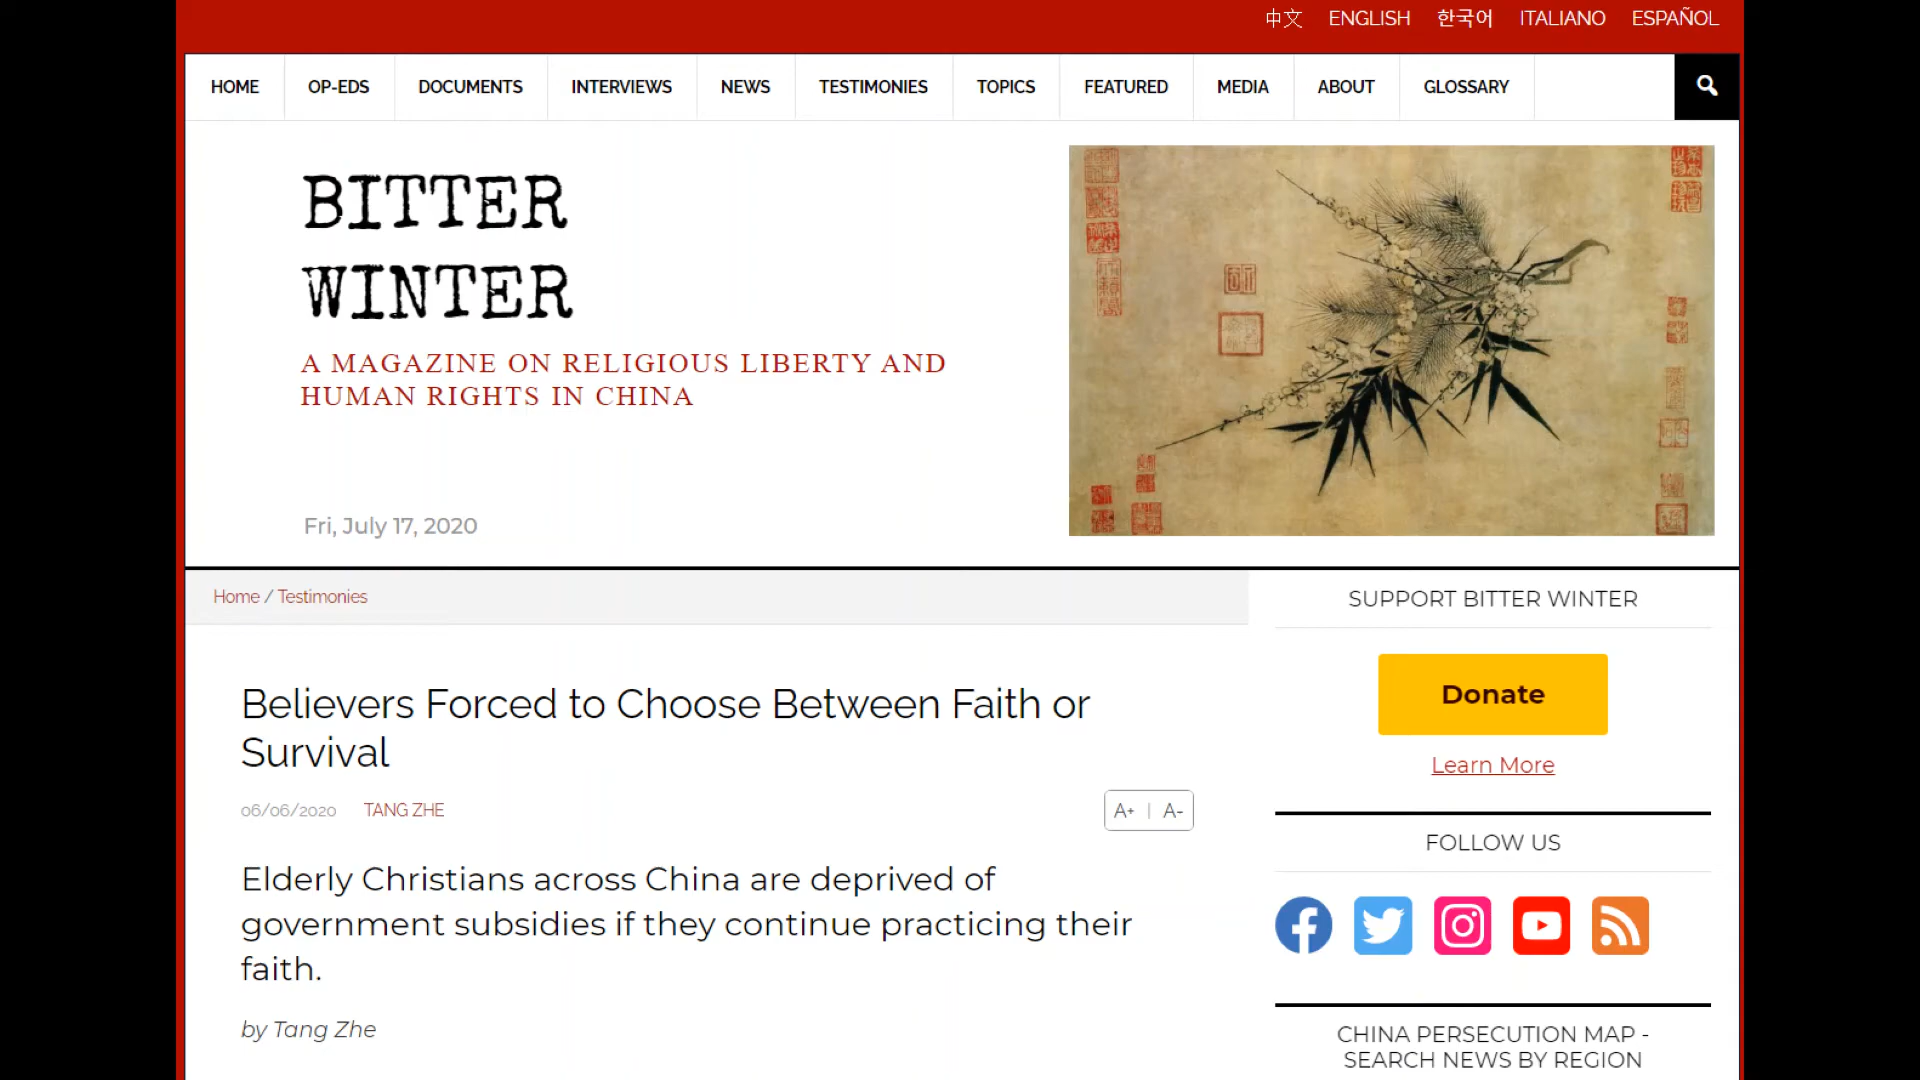 中文 ENGLISH 한국어 ITALIANO ESPAÑOL
HOME OP-EDS DOCUMENTS INTERVIEWS NEWS TESTIMONIES TOPICS FEATURED MEDIA ABOUT GLOSSARY
BITTER
WINTER
A MAGAZINE ON RELIGIOUS LIBERTY AND
HUMAN RIGHTS IN CHINA
Fri, July 17, 2020
Home / Testimonies
Believers Forced to Choose Between Faith or
Survival
06/06/2020 TANG ZHE
A+ | A-
Elderly Christians across China are deprived of
government subsidies if they continue practicing their
faith.
by Tang Zhe
SUPPORT BITTER WINTER
Donate
Learn More
FOLLOW US
CHINA PERSECUTION MAP -
SEARCH NEWS BY REGION